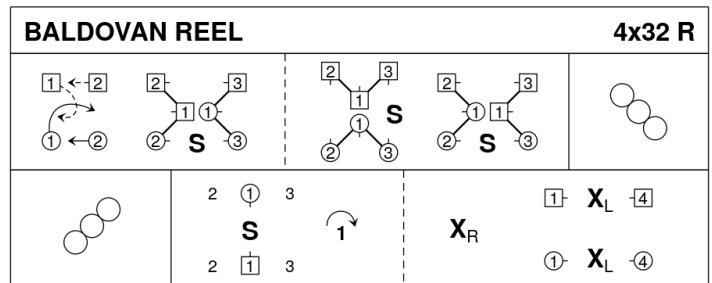 BALDOVAN REEL 4x32 R
1 2 2 3 2 3 2 3
1 1 1 1 1
S S S
1 2 2 3 2 3 2 3
2 1 3 1 X L 4
S 1 X R
2 1 3 1 X L 4